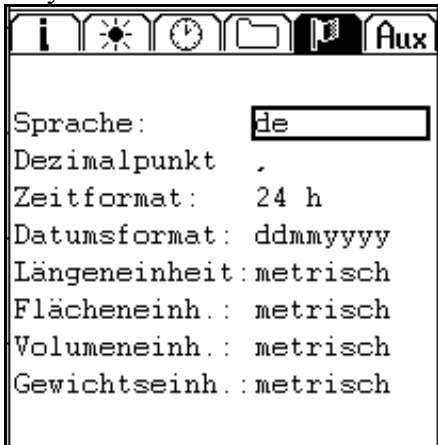 i Aux
Sprache: de
Dezimalpunkt ,
Zeitformat: 24 h
Datumsformat: ddmmyyyy
Längeneinheit: metrisch
Flächeneinh.: metrisch
Volumeneinh.: metrisch
Gewichtseinh.: metrisch